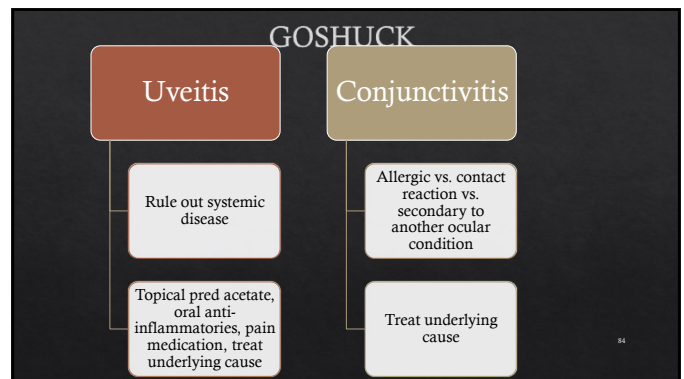 GOSHUCK
Uveitis
Rule out systemic
disease
Topical pred acetate,
oral anti-
inflammatories, pain
medication, treat
underlying cause
Conjunctivitis
Allergic vs. contact
reaction vs.
secondary to
another ocular
condition
Treat underlying
cause
84